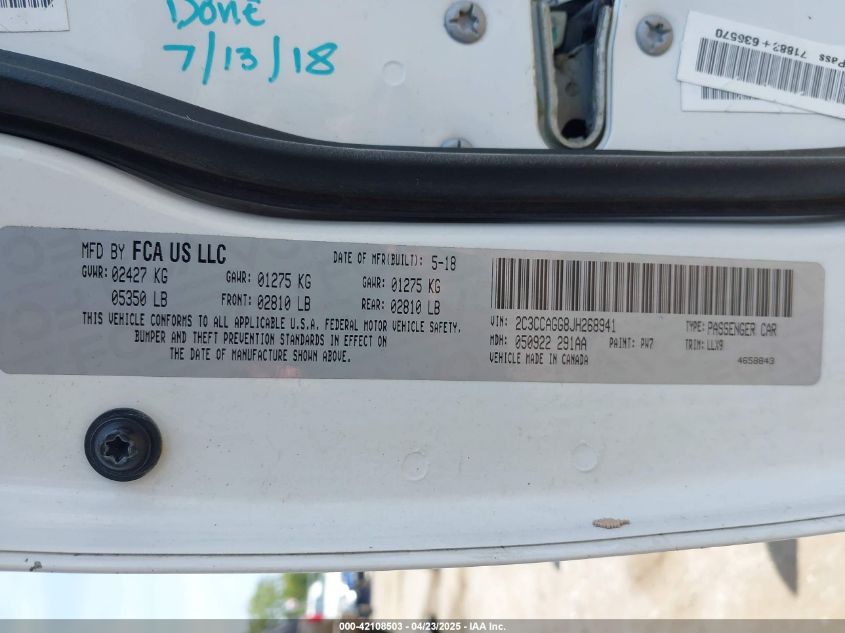 DONE
7/13/18
Pass 71882+636570
MFD BY FCA US LLC
DATE OF MFR(BUILT): 5-18
GVWR: 02427 KG GAWR: 01275 KG GAWR: 01275 KG
05350 LB FRONT: 02810 LB REAR: 02810 LB
THIS VEHICLE CONFORMS TO ALL APPLICABLE U.S.A. FEDERAL MOTOR VEHICLE SAFETY,
BUMPER AND THEFT PREVENTION STANDARDS IN EFFECT ON
THE DATE OF MANUFACTURE SHOWN ABOVE.
VIN: 2C3CCAGG8JH268941 TYPE: PASSENGER CAR
MDH: 050922 291AA PAINT: PW7 TRIM: LLX9
VEHICLE MADE IN CANADA 4658843
000-42108503 - 04/23/2025 - IAA Inc.